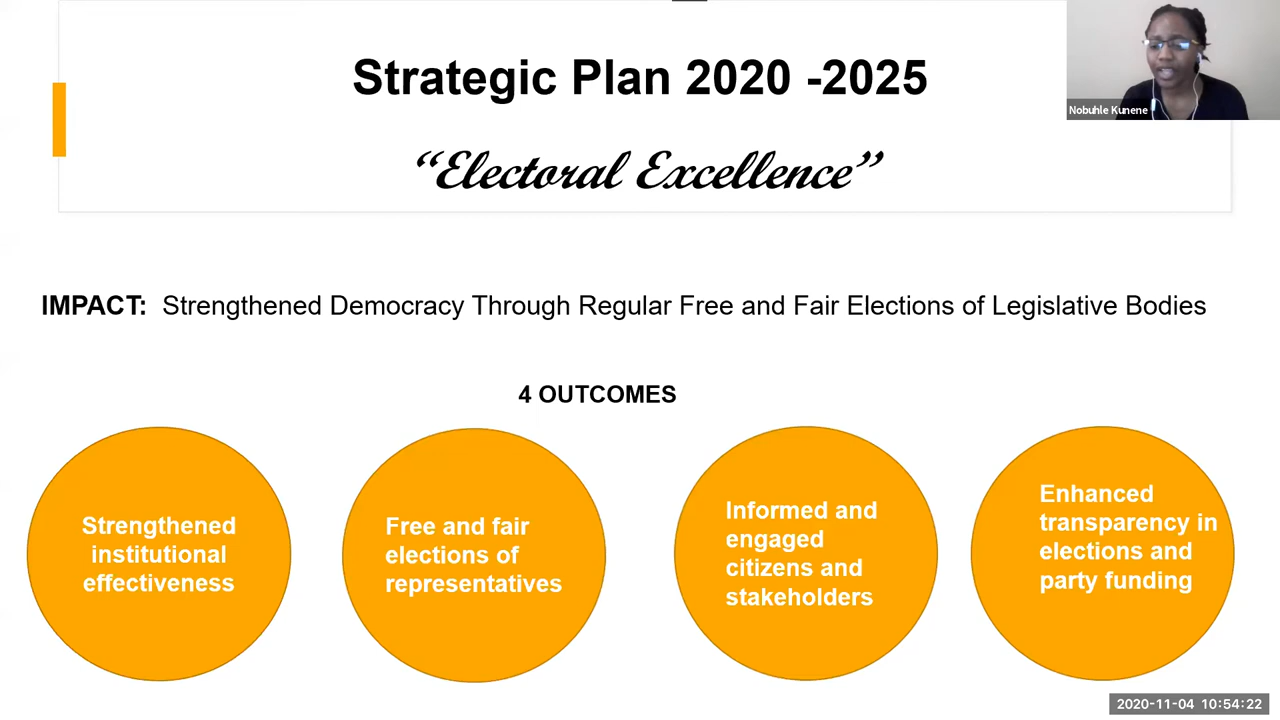 Strategic Plan 2020 -2025
“Electoral Excellence”
Nobuhle Kunene
IMPACT: Strengthened Democracy Through Regular Free and Fair Elections of Legislative Bodies
4 OUTCOMES
Strengthened
institutional
effectiveness
Free and fair
elections of
representatives
Informed and
engaged
citizens and
stakeholders
Enhanced
transparency in
elections and
party funding
2020-11-04 10:54:22